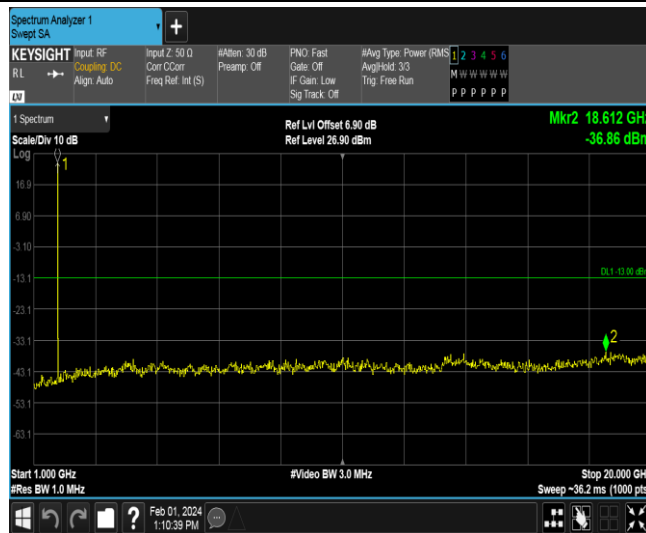 Spectrum Analyzer 1
Swept SA
+
KEYSIGHT
RL
Input: RF
Coupling: DC
Align: Auto
Input Z: 50 Ω
Corr CCorr
Freq Ref: Int (S)
#Atten: 30 dB
Preamp: Off
PNO: Fast
Gate: Off
IF Gain: Low
Sig Track: Off
#Avg Type: Power (RMS
Avg|Hold: 3/3
Trig: Free Run
1 2 3 4 5 6
M W W W W W
P P P P P P
1 Spectrum
Scale/Div 10 dB
Ref Lvl Offset 6.90 dB
Ref Level 26.90 dBm
Mkr2 18.612 GHz
-36.86 dBm
Log
1
16.9
6.90
-3.10
-13.1
DL1 -13.00 dBm
-23.1
-33.1
2
-43.1
-53.1
-63.1
Start 1.000 GHz
#Res BW 1.0 MHz
#Video BW 3.0 MHz
Stop 20.000 GHz
Sweep ~36.2 ms (1000 pts
?
Feb 01, 2024
1:10:39 PM